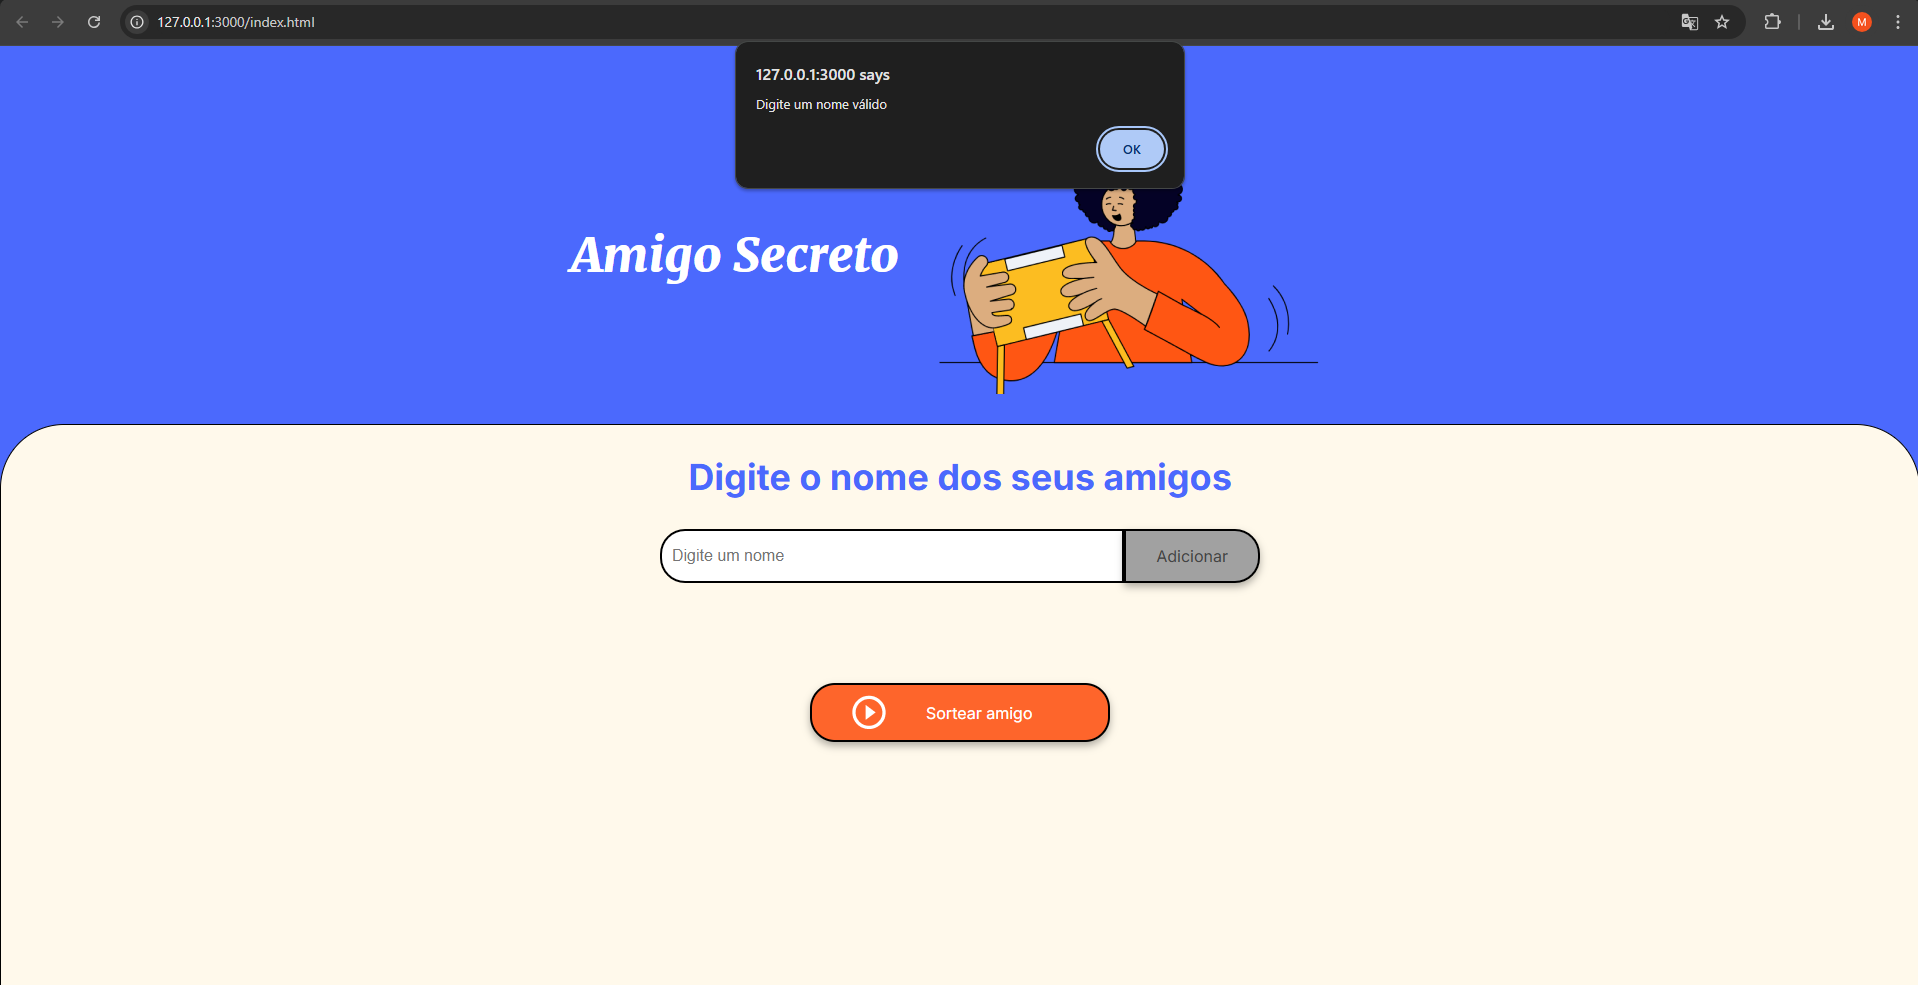 127.0.0.1:3000/index.html
M
127.0.0.1:3000 says
Digite um nome válido
OK
Amigo Secreto
Digite o nome dos seus amigos
Digite um nome
Adicionar
Sortear amigo